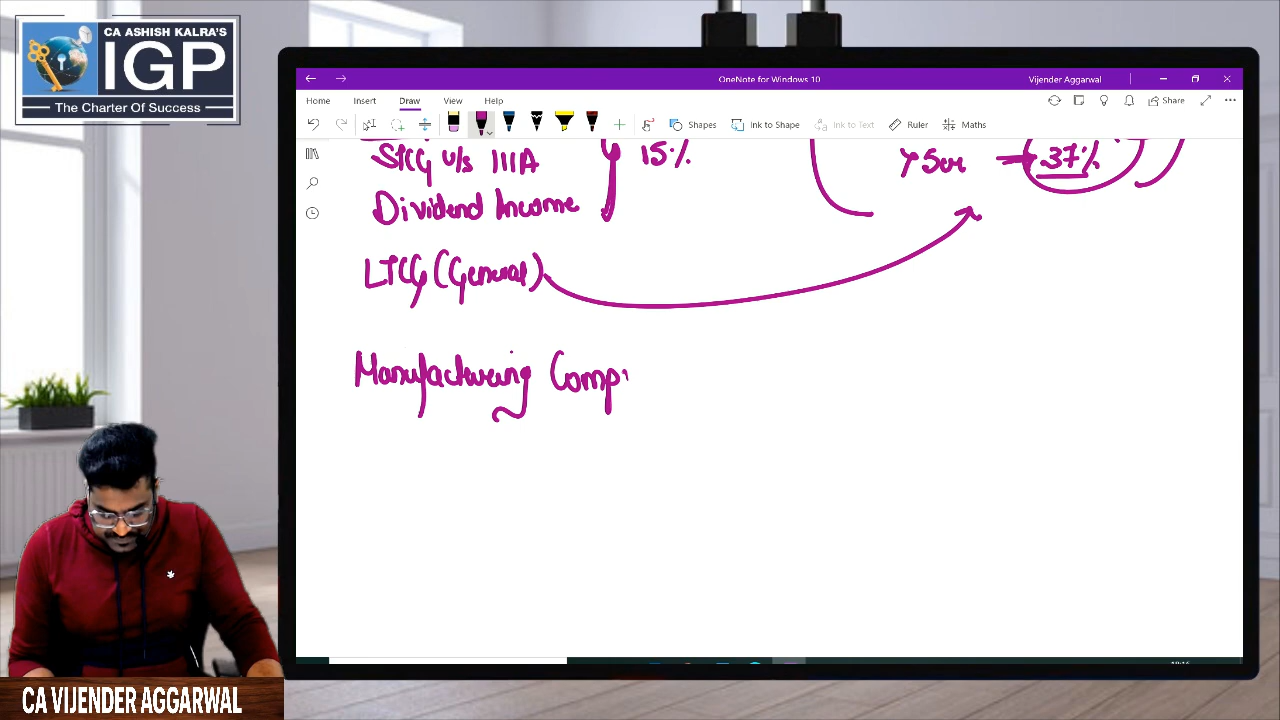 CA ASHISH KALRA'S
IGP
The Charter Of Success
OneNote for Windows 10
Vijender Aggarwal
Home Insert Draw View Help
Share
Shapes Ink to Shape Ink to Text Ruler Maths
STCG u/s 111A 15%
37%
Dividend Income
LTCG (General)
Manufactureing Comp
CA VIJENDER AGGARWAL